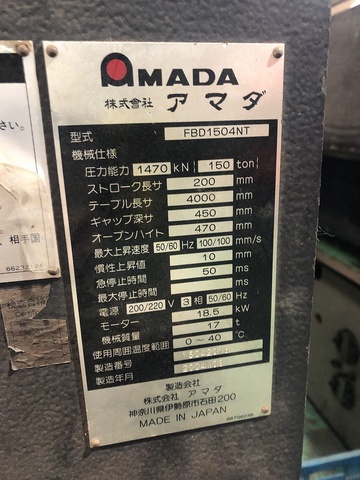 AMADA
株式会社 アマダ
型式 FBD1504NT
機械仕様
圧力能力 1470 kN 150 ton
ストローク長サ 200 mm
テーブル長サ 4000 mm
ギャップ深サ 450 mm
オープンハイト 470 mm
最大上昇速度 50/60 Hz 100/100 mm/s
慣性上昇値 10 mm
急停止時間 50 ms
最大停止時間 ms
電源 200/220 V 3 相 50/60 Hz
モーター 18.5 kW
機械質量 17 t
使用周囲温度範囲 0~40 ℃
製造番号
製造年月
製造会社
株式会社 アマダ
神奈川県伊勢原市石田200
MADE IN JAPAN
さい。
相手国